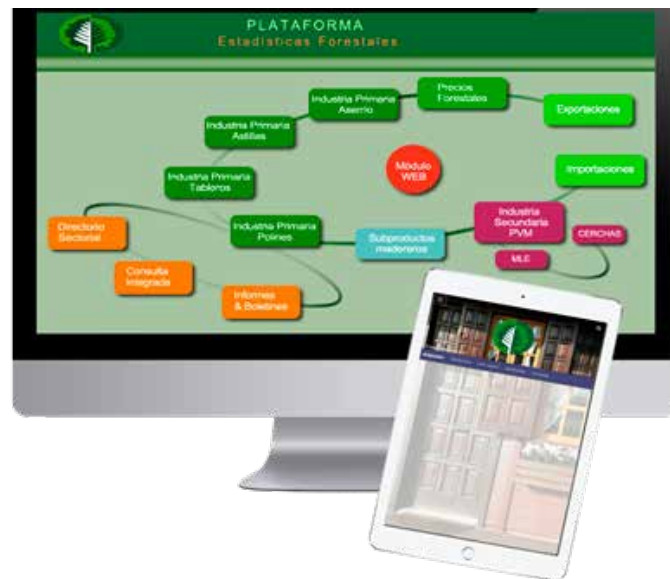 PLATAFORMA
Estadísticas Forestales
Precios
Forestales
Industria Primaria
Aserrio
Exportaciones
Industria Primaria
Astillas
Módulo
WEB
Importaciones
Industria Primaria
Tableros
Industria
Secundaria
PVM
Directorio
Sectorial
Industria Primaria
Polines
Subproductos
madereros
CERCHAS
MLE
Consulta
Integrada
Informes
& Boletines